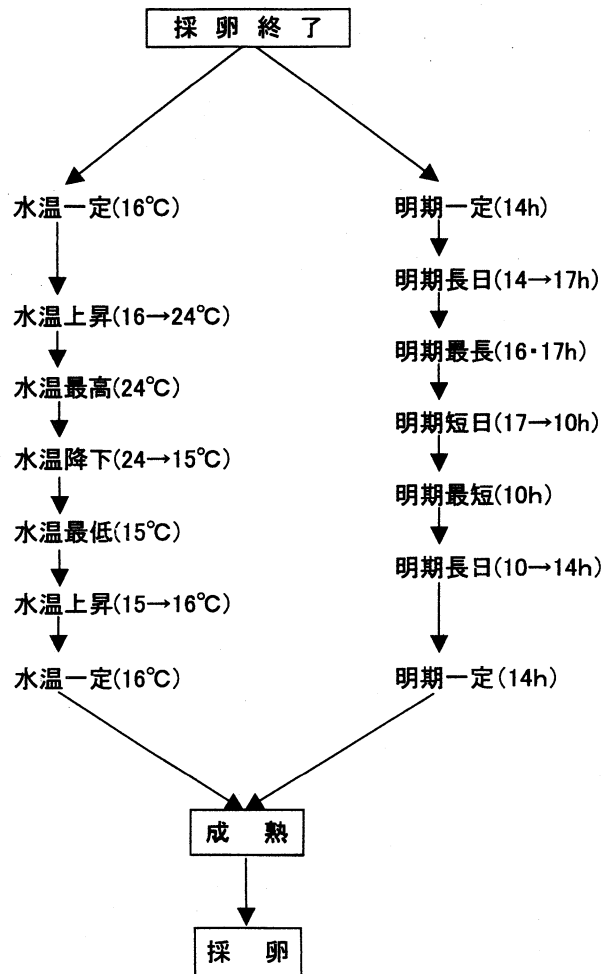 採卵終了
水温一定(16℃)
水温上昇(16→24℃)
水温最高(24℃)
水温降下(24→15℃)
水温最低(15℃)
水温上昇(15→16℃)
水温一定(16℃)
明期一定(14h)
明期長日(14→17h)
明期最長(16・17h)
明期短日(17→10h)
明期最短(10h)
明期長日(10→14h)
明期一定(14h)
成熟
採卵